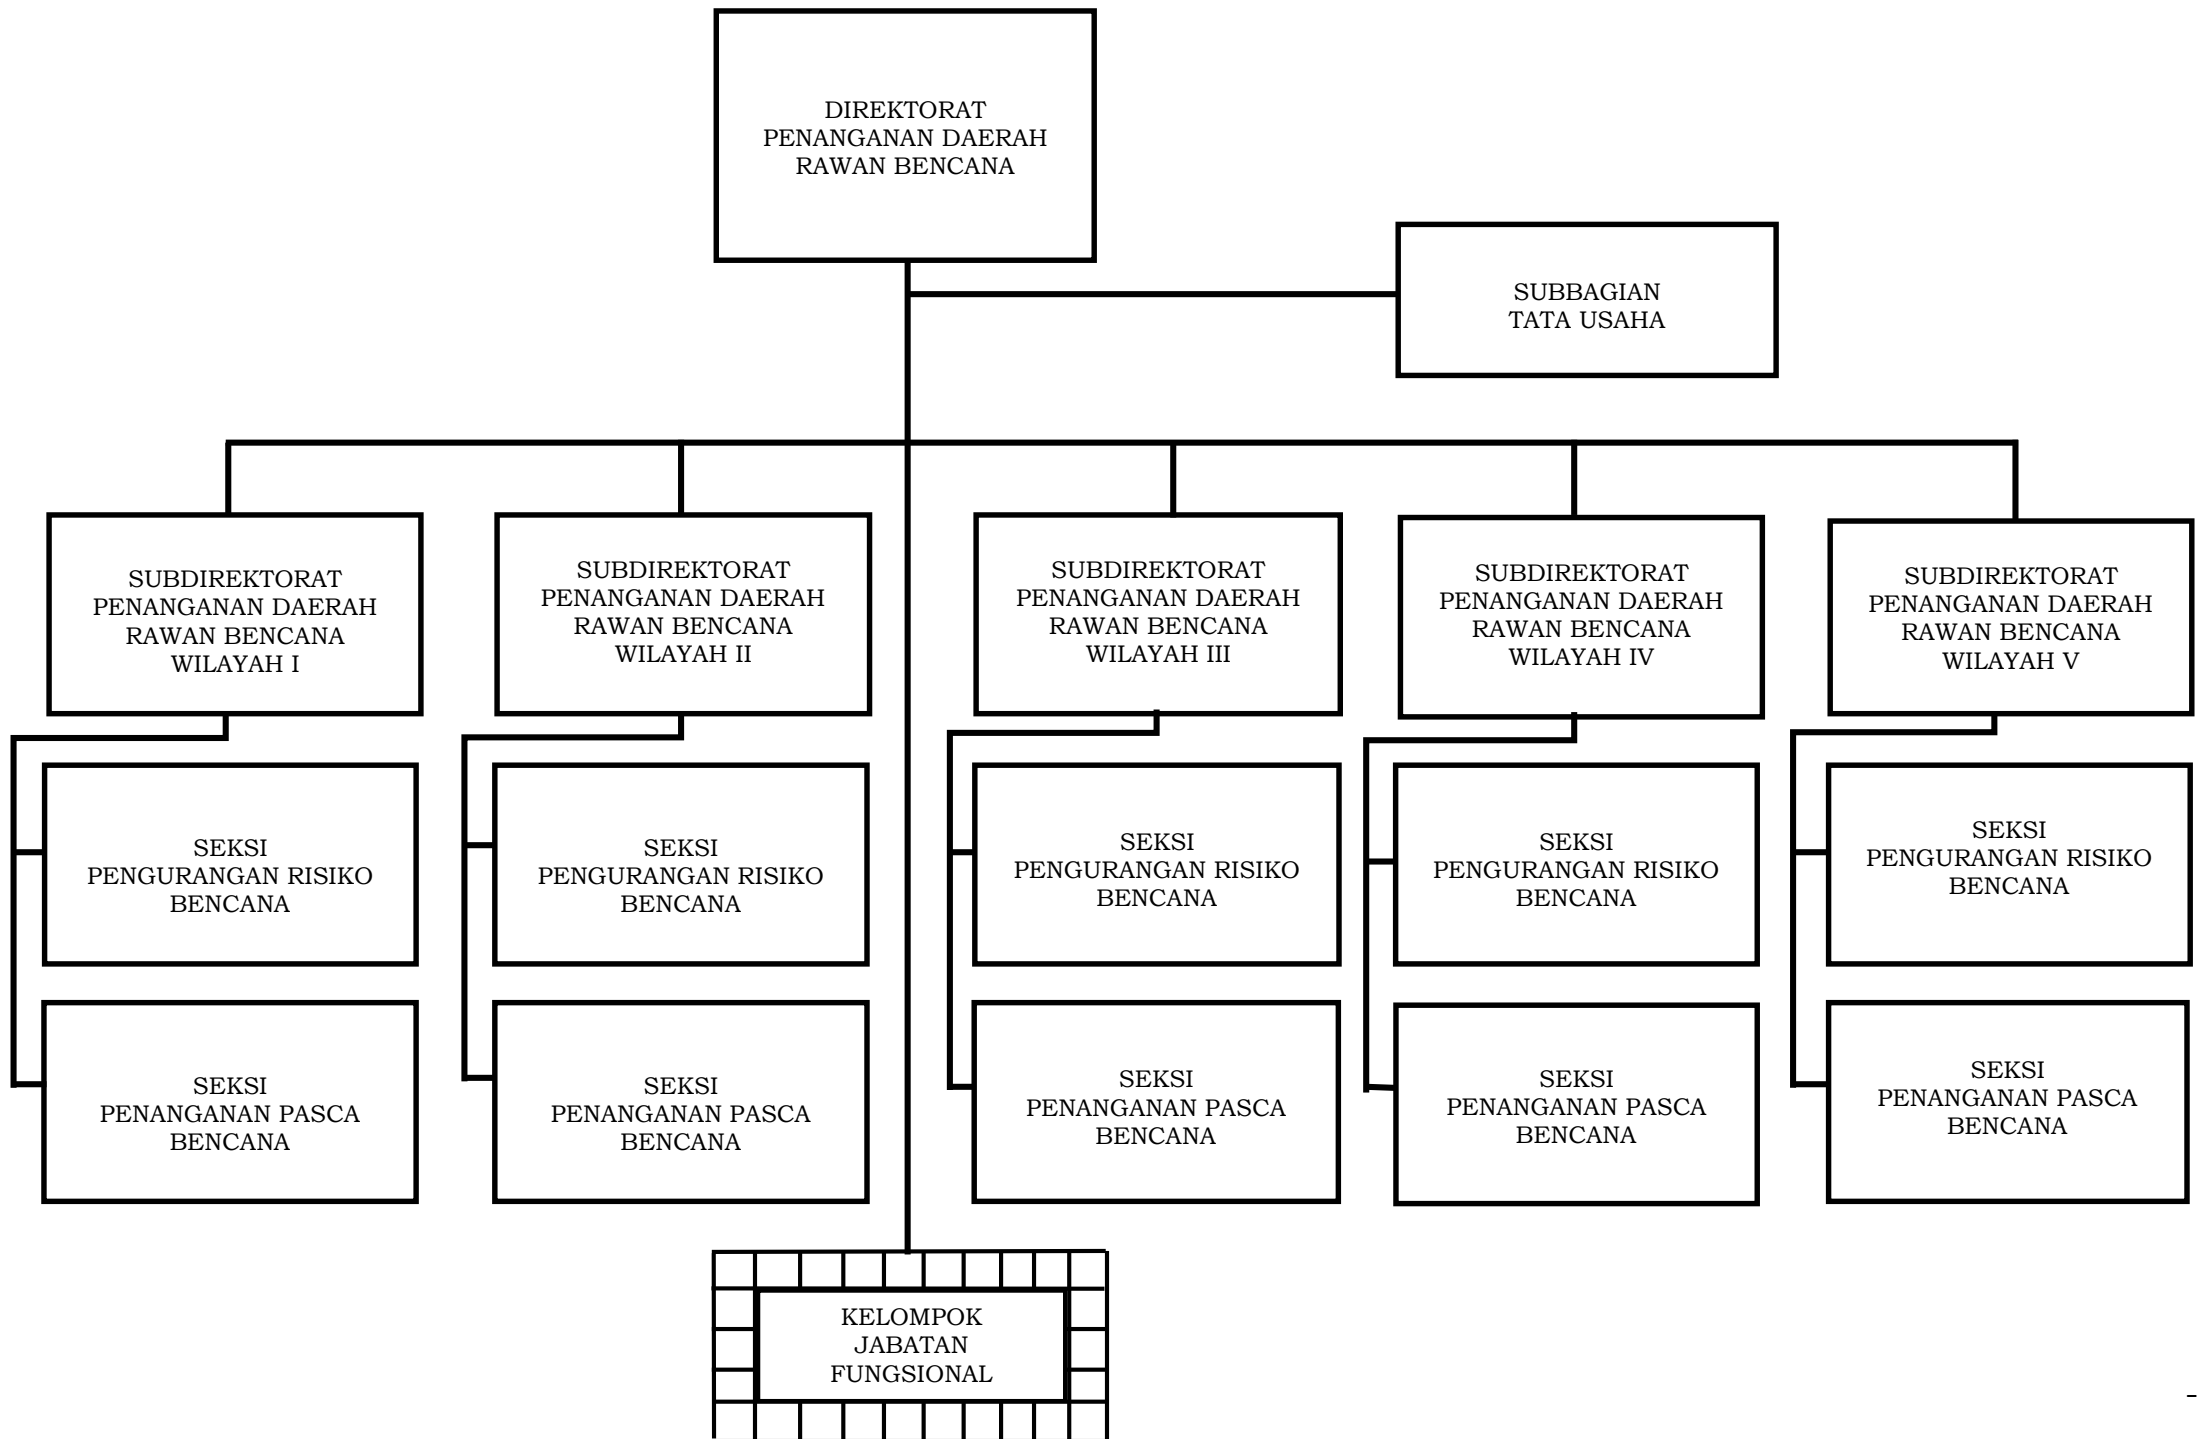 DIREKTORAT
PENANGANAN DAERAH
RAWAN BENCANA
SUBBAGIAN
TATA USAHA
SUBDIREKTORAT
PENANGANAN DAERAH
RAWAN BENCANA
WILAYAH I
SUBDIREKTORAT
PENANGANAN DAERAH
RAWAN BENCANA
WILAYAH II
SUBDIREKTORAT
PENANGANAN DAERAH
RAWAN BENCANA
WILAYAH III
SUBDIREKTORAT
PENANGANAN DAERAH
RAWAN BENCANA
WILAYAH IV
SUBDIREKTORAT
PENANGANAN DAERAH
RAWAN BENCANA
WILAYAH V
SEKSI
PENGURANGAN RISIKO
BENCANA
SEKSI
PENGURANGAN RISIKO
BENCANA
SEKSI
PENGURANGAN RISIKO
BENCANA
SEKSI
PENGURANGAN RISIKO
BENCANA
SEKSI
PENGURANGAN RISIKO
BENCANA
SEKSI
PENANGANAN PASCA
BENCANA
SEKSI
PENANGANAN PASCA
BENCANA
SEKSI
PENANGANAN PASCA
BENCANA
SEKSI
PENANGANAN PASCA
BENCANA
SEKSI
PENANGANAN PASCA
BENCANA
KELOMPOK
JABATAN
FUNGSIONAL
-